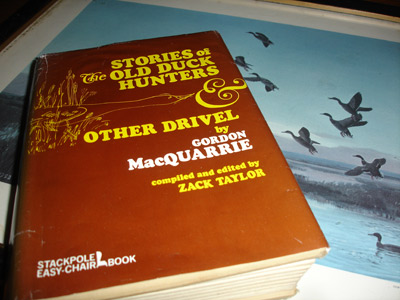 STORIES of
The OLD DUCK
HUNTERS
&
OTHER DRIVEL
by
GORDON
MacQUARRIE
compiled and edited by
ZACK TAYLOR
STACKPOLE
EASY-CHAIR BOOK